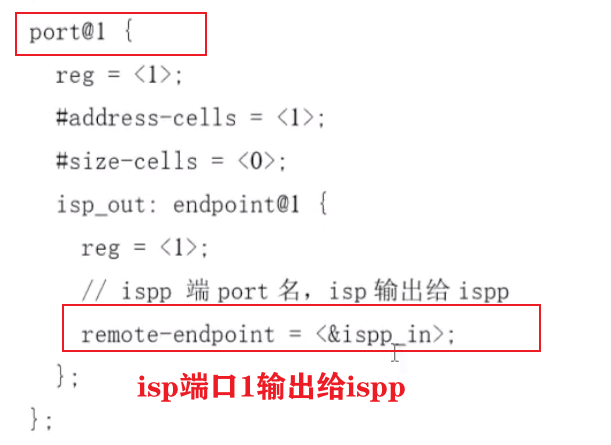 port@1 {
reg = <1>;
#address-cells = <1>;
#size-cells = <0>;
isp_out: endpoint@1 {
reg = <1>;
// ispp 端 port 名，isp 输出给 ispp
remote-endpoint = <&ispp_in>;
};
isp端口1输出给ispp
};